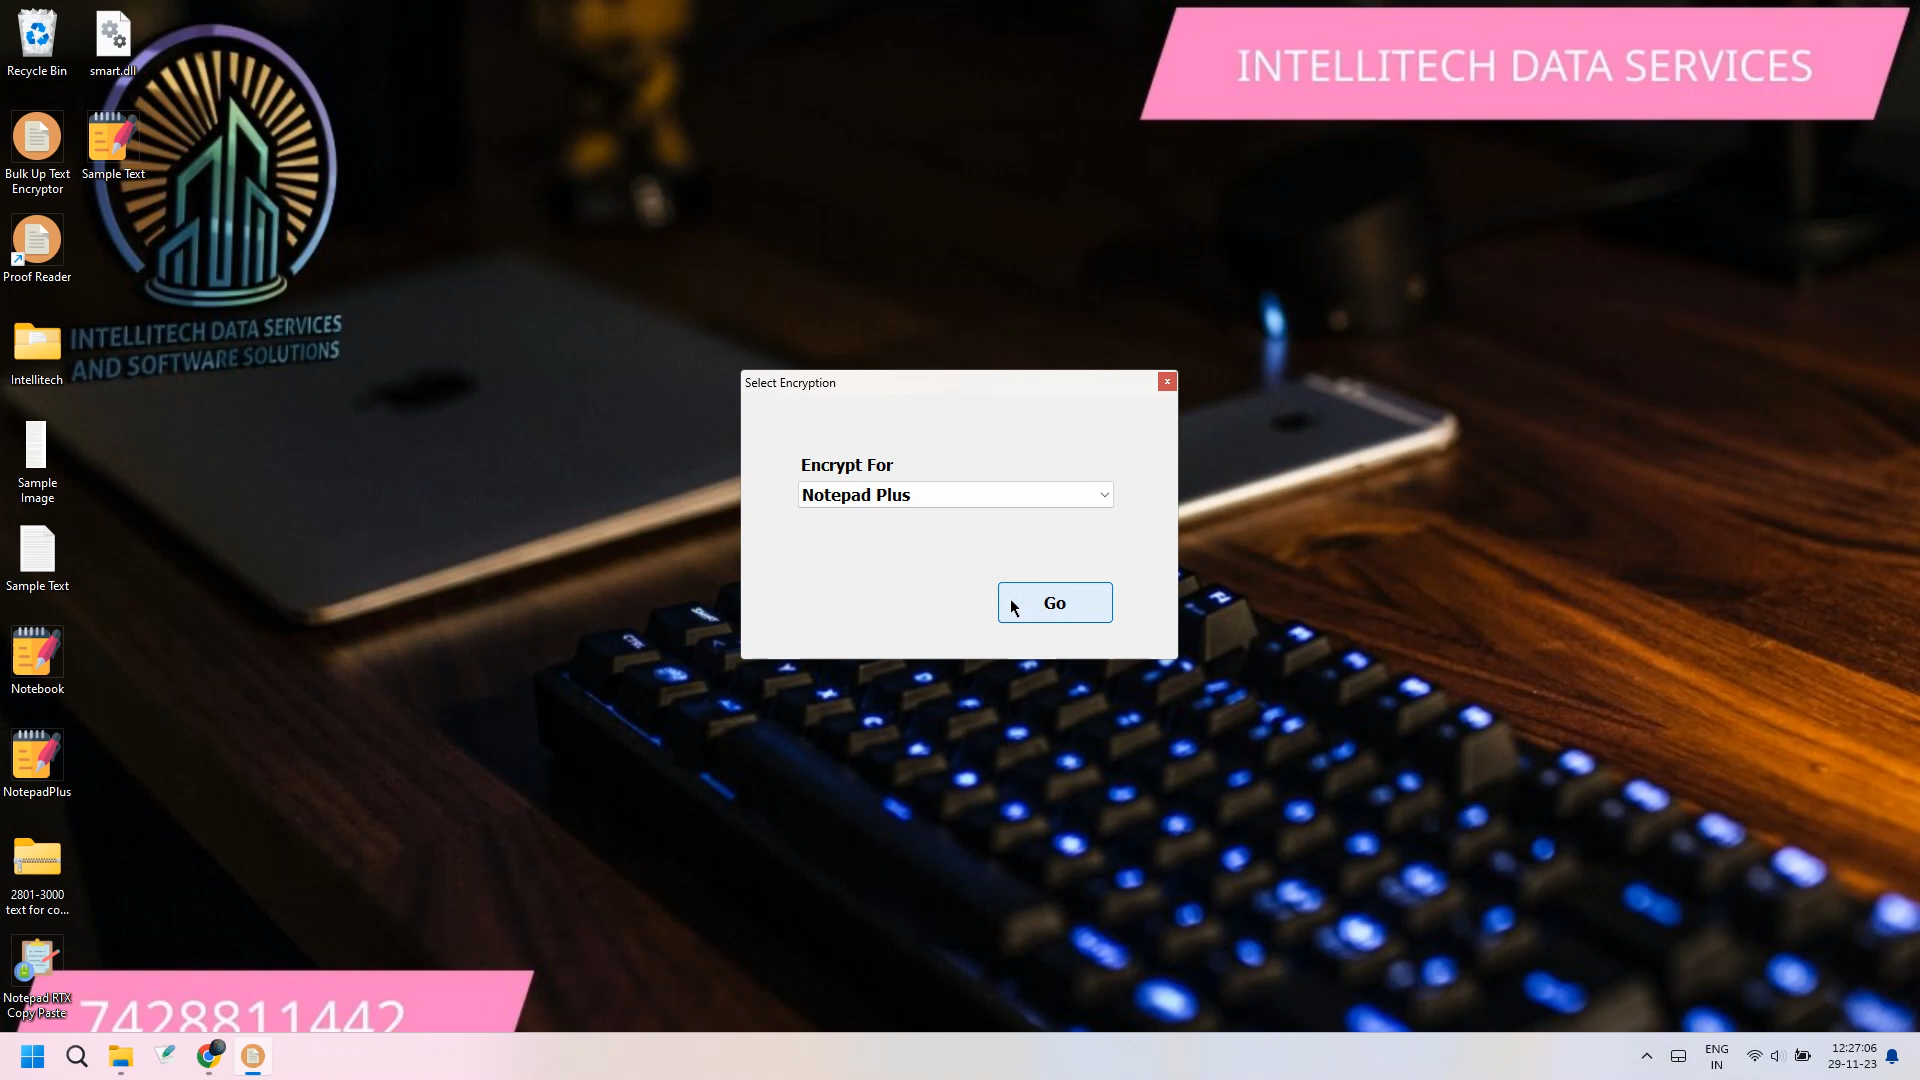 INTELLITECH DATA SERVICES
Recycle Bin
smart.dll
Bulk Up Text
Encryptor
Sample Text
Proof Reader
Intellitech
INTELLITECH DATA SERVICES
AND SOFTWARE SOLUTIONS
Sample
Image
Sample Text
Notebook
NotepadPlus
2801-3000
text for co...
Notepad RTX
Copy Paste
Select Encryption
x
Encrypt For
Notepad Plus
Go
7428811442
ENG
IN
12:27:06
29-11-23